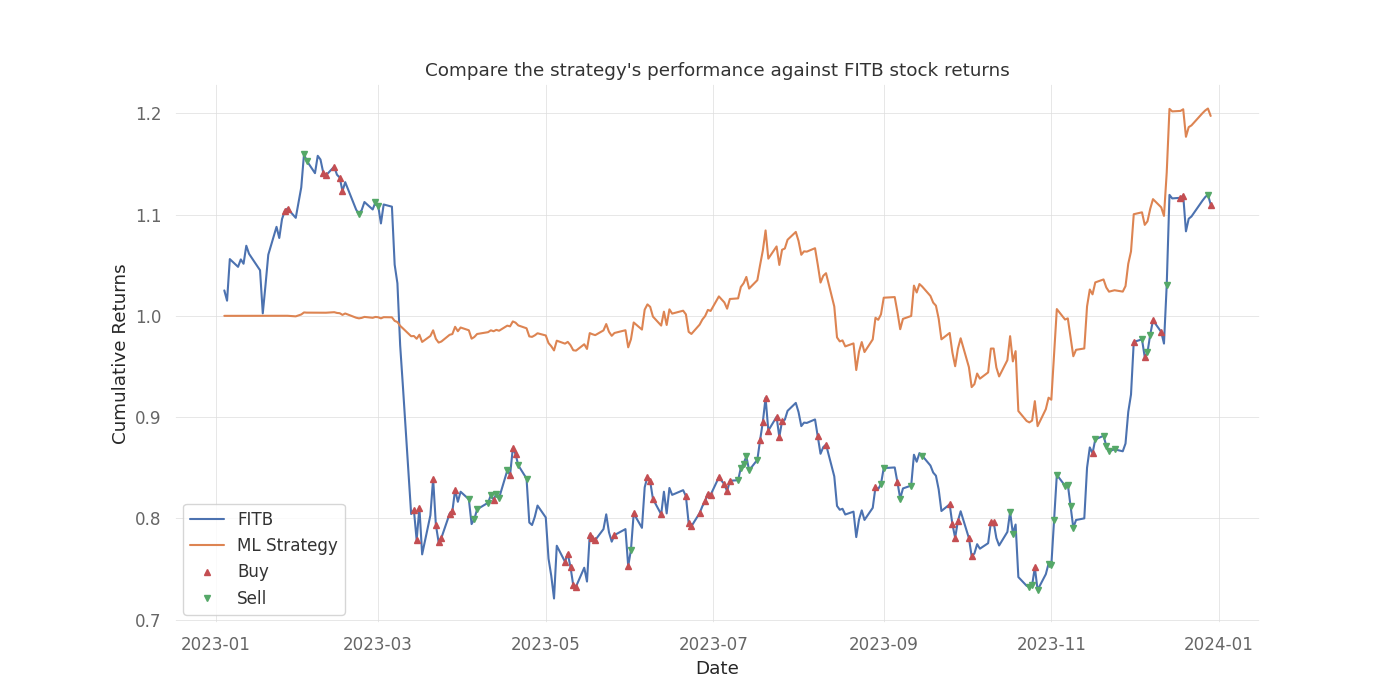 Compare the strategy's performance against FITB stock returns
Cumulative Returns
1.2
1.1
1.0
0.9
0.8
0.7
FITB
ML Strategy
Buy
Sell
2023-01 2023-03 2023-05 2023-07 2023-09 2023-11 2024-01
Date